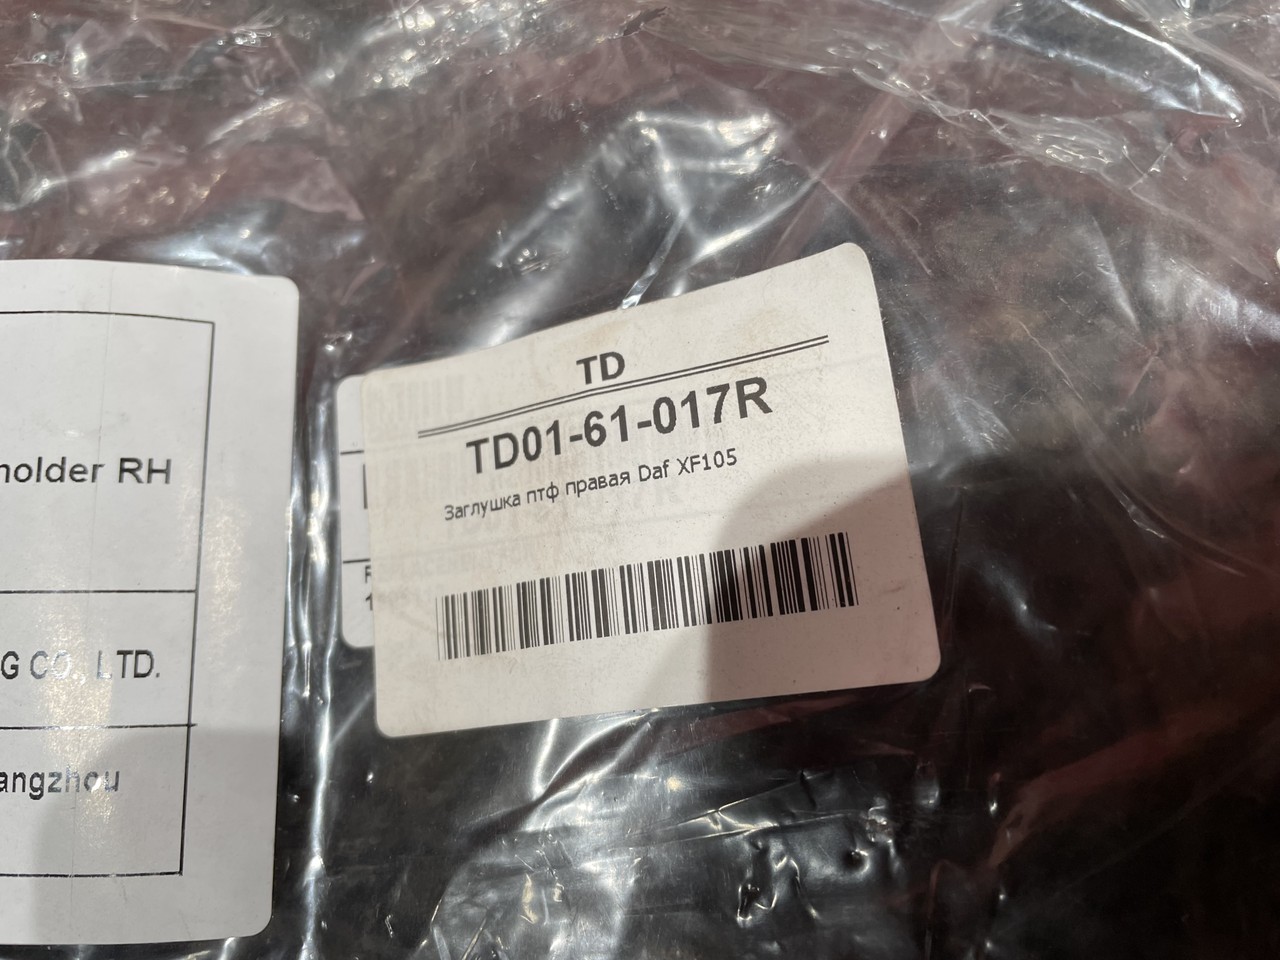 holder RH
G CO., LTD.
angzhou
TD
TD01-61-017R
Заглушка птф правая Daf XF105